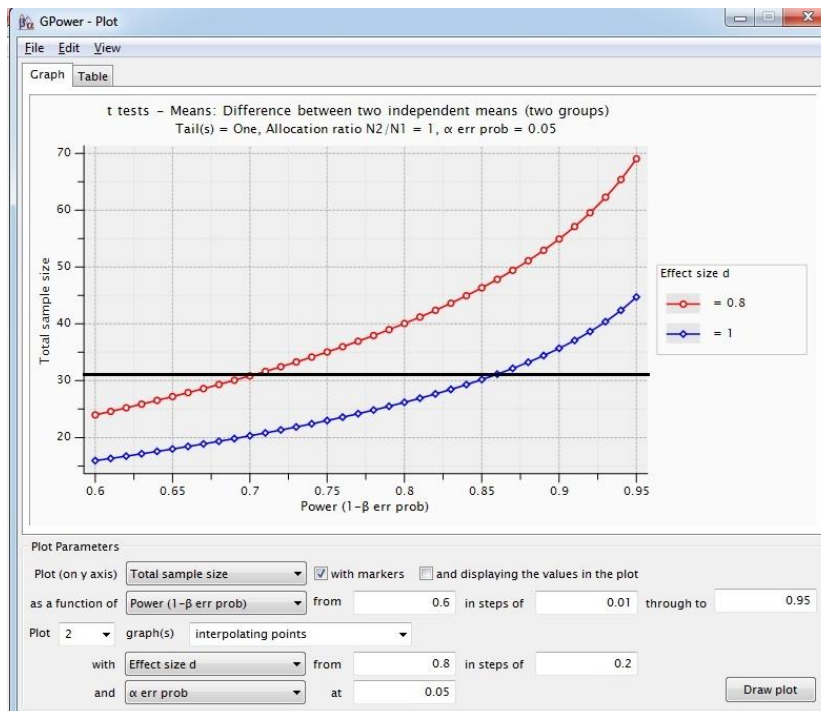 GPower - Plot
File Edit View
Graph Table
t tests - Means: Difference between two independent means (two groups)
Tail(s) = One, Allocation ratio N2/N1 = 1, α err prob = 0.05
70
60
50
40
30
20
Total sample size
0.6 0.65 0.7 0.75 0.8 0.85 0.9 0.95
Power (1-β err prob)
Effect size d
= 0.8
= 1
Plot Parameters
Plot (on y axis) Total sample size with markers and displaying the values in the plot
as a function of Power (1-β err prob) from 0.6 in steps of 0.01 through to 0.95
Plot 2 graph(s) interpolating points
with Effect size d from 0.8 in steps of 0.2
and α err prob at 0.05
Draw plot